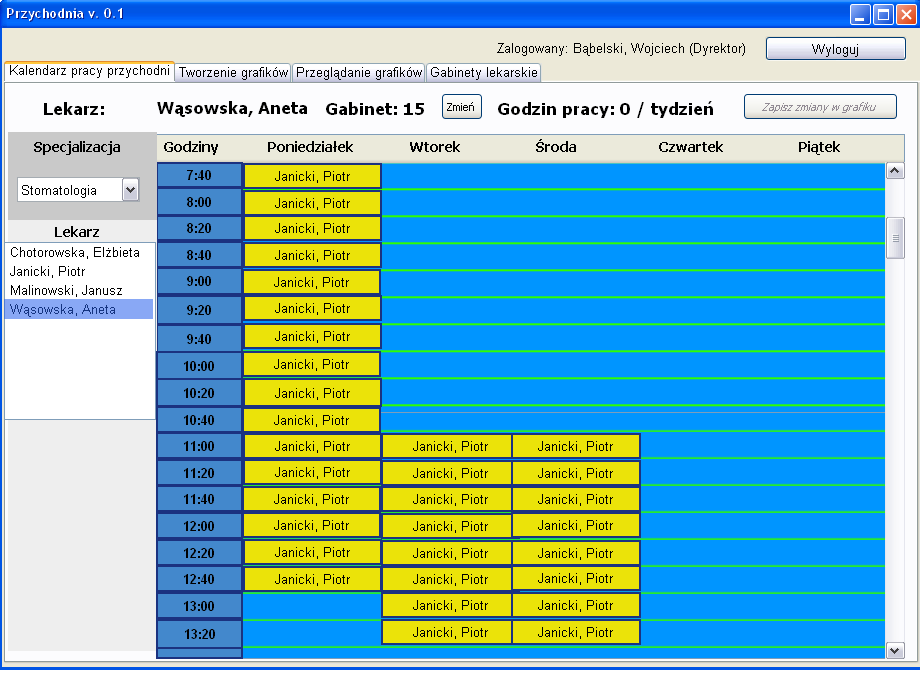 Przychodnia v. 0.1
Zalogowany: Bąbelski, Wojciech (Dyrektor) Wyloguj
Kalendarz pracy przychodni Tworzenie grafików Przeglądanie grafików Gabinety lekarskie
Lekarz: Wąsowska, Aneta Gabinet: 15 Zmień Godzin pracy: 0 / tydzień Zapisz zmiany w grafiku
Specjalizacja
Stomatologia
Lekarz
Chotorowska, Elżbieta
Janicki, Piotr
Malinowski, Janusz
Wąsowska, Aneta
Godziny Poniedziałek Wtorek Środa Czwartek Piątek
7:40 Janicki, Piotr
8:00 Janicki, Piotr
8:20 Janicki, Piotr
8:40 Janicki, Piotr
9:00 Janicki, Piotr
9:20 Janicki, Piotr
9:40 Janicki, Piotr
10:00 Janicki, Piotr
10:20 Janicki, Piotr
10:40 Janicki, Piotr
11:00 Janicki, Piotr Janicki, Piotr Janicki, Piotr
11:20 Janicki, Piotr Janicki, Piotr Janicki, Piotr
11:40 Janicki, Piotr Janicki, Piotr Janicki, Piotr
12:00 Janicki, Piotr Janicki, Piotr Janicki, Piotr
12:20 Janicki, Piotr Janicki, Piotr Janicki, Piotr
12:40 Janicki, Piotr Janicki, Piotr Janicki, Piotr
13:00 Janicki, Piotr Janicki, Piotr
13:20 Janicki, Piotr Janicki, Piotr